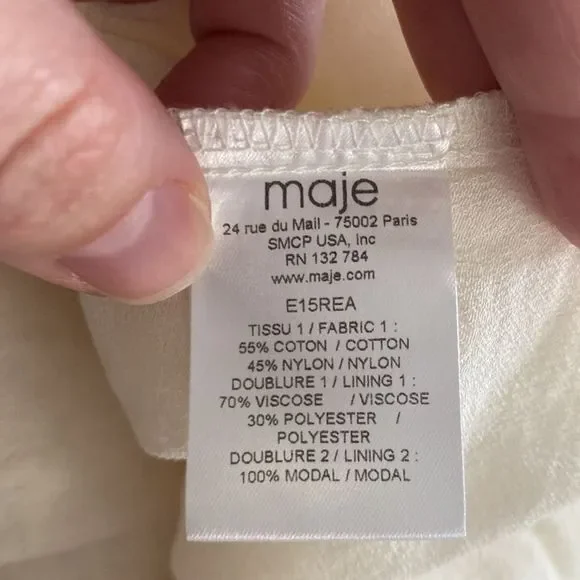 maje
24 rue du Mail - 75002 Paris
SMCP USA, Inc
RN 132 784
www.maje.com
E15REA
TISSU 1 / FABRIC 1 :
55% COTON / COTTON
45% NYLON / NYLON
DOUBLURE 1 / LINING 1 :
70% VISCOSE / VISCOSE
30% POLYESTER /
POLYESTER
DOUBLURE 2 / LINING 2 :
100% MODAL / MODAL